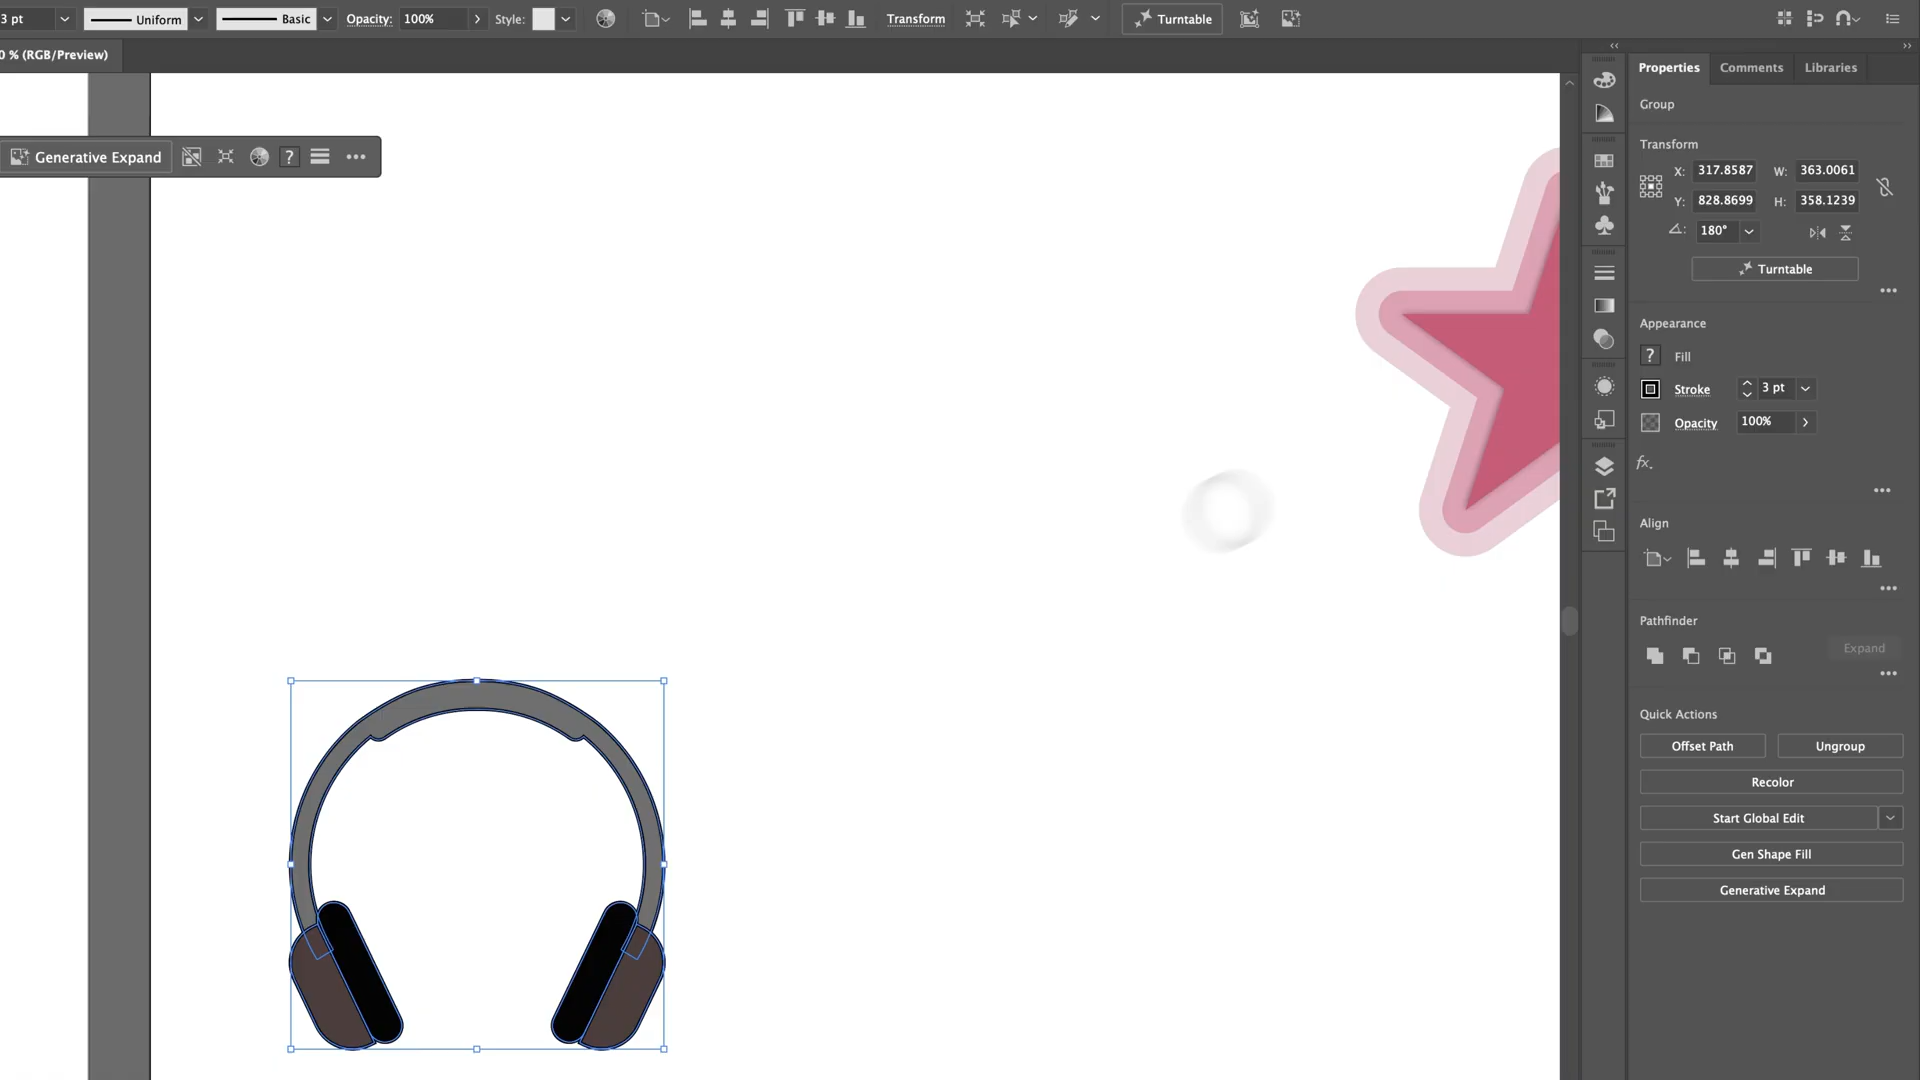 3 pt Uniform Basic Opacity: 100% Style: Transform Turntable
0 % (RGB/Preview)
Generative Expand ?
Properties Comments Libraries
Group
Transform
X: 317.8587 W: 363.0061
Y: 828.8699 H: 358.1239
180°
Turntable
Appearance
? Fill
Stroke 3 pt
Opacity 100%
fx.
Align
Pathfinder
Expand
Quick Actions
Offset Path Ungroup
Recolor
Start Global Edit
Gen Shape Fill
Generative Expand